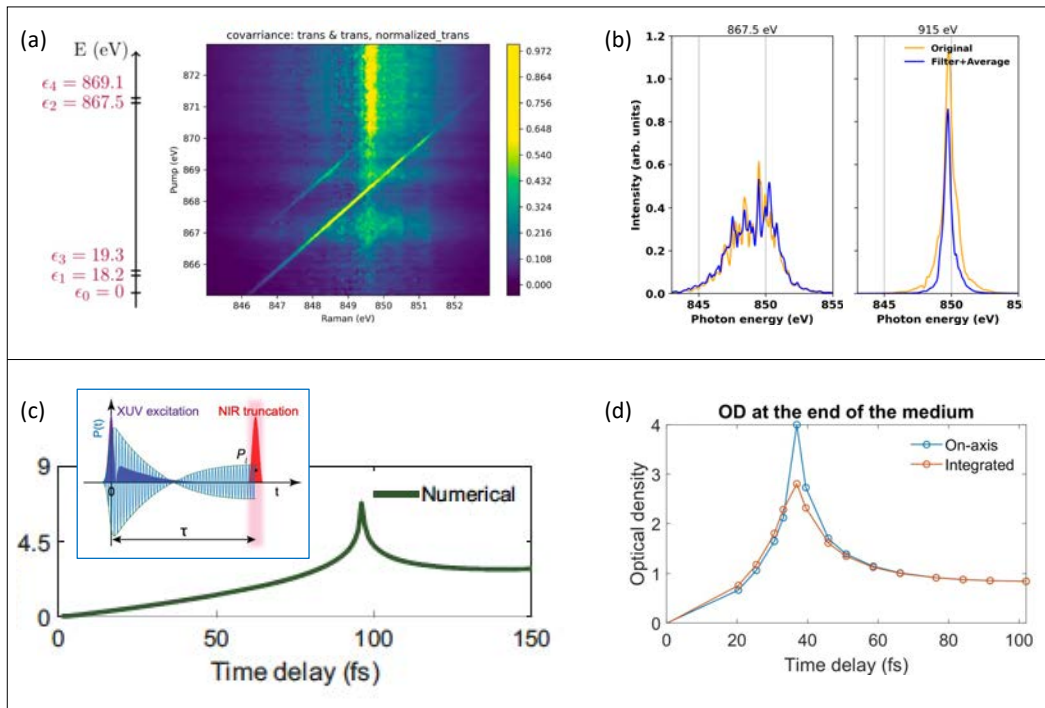 (a)
E (eV)
ϵ4 = 869.1
ϵ2 = 867.5
ϵ3 = 19.3
ϵ1 = 18.2
ϵ0 = 0
covariance: trans & trans, normalized_trans
872
871
870
869
868
867
866
Pump (eV)
846 847 848 849 850 851 852
Raman (eV)
0.972
0.864
0.756
0.648
0.540
0.432
0.324
0.216
0.108
0.000
(b)
867.5 eV
915 eV
Original
Filter+Average
1.2
1.0
0.8
0.6
0.4
0.2
0.0
Intensity (arb. units)
845 850 855
Photon energy (eV)
845 850 85
Photon energy (eV)
(c)
XUV excitation
NIR truncation
P(t)
Pi
0
t
τ
9
4.5
0
Numerical
0 50 100 150
Time delay (fs)
(d)
OD at the end of the medium
On-axis
Integrated
4
3
2
1
0
Optical density
0 20 40 60 80 100
Time delay (fs)